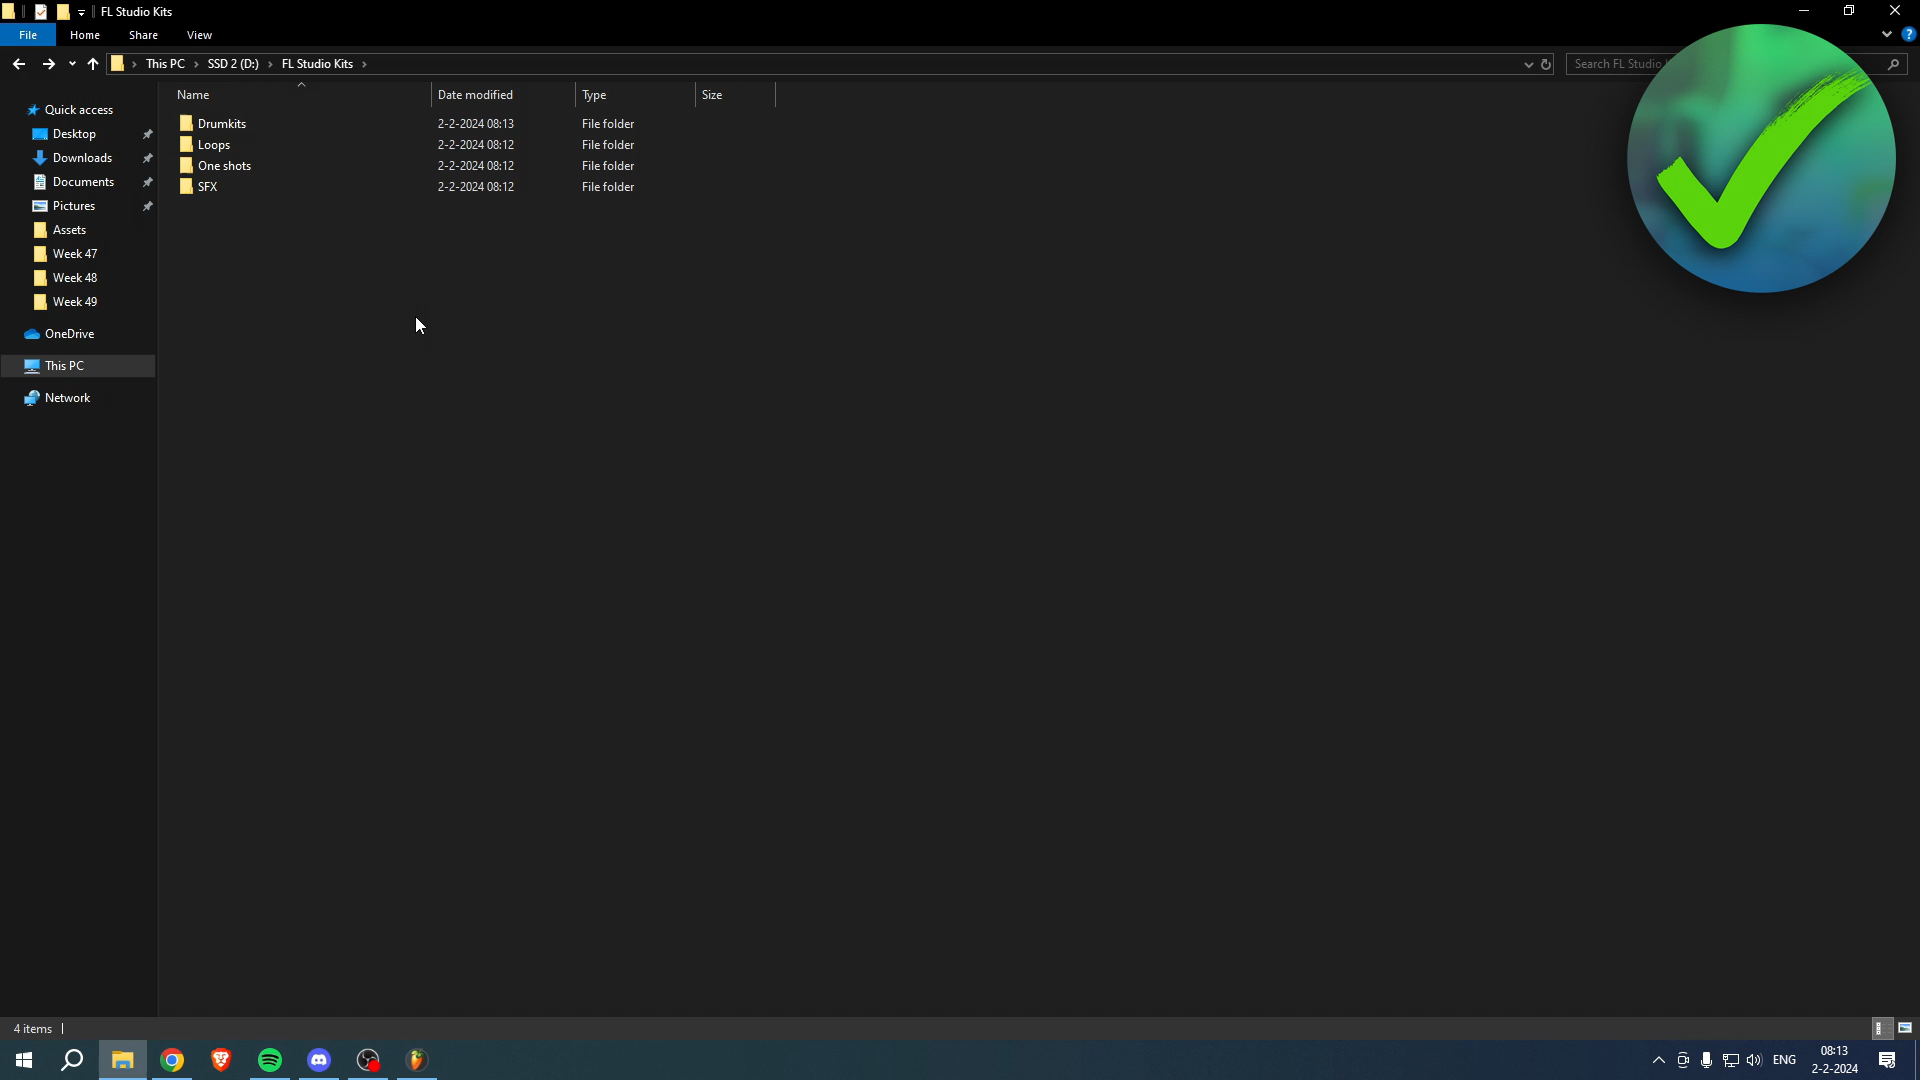 FL Studio Kits
File Home Share View
This PC SSD 2 (D:) FL Studio Kits
Search FL Studio
Name Date modified Type Size
Drumkits 2-2-2024 08:13 File folder
Loops 2-2-2024 08:12 File folder
One shots 2-2-2024 08:12 File folder
SFX 2-2-2024 08:12 File folder
Quick access
Desktop
Downloads
Documents
Pictures
Assets
Week 47
Week 48
Week 49
OneDrive
This PC
Network
4 items
ENG
08:13
2-2-2024